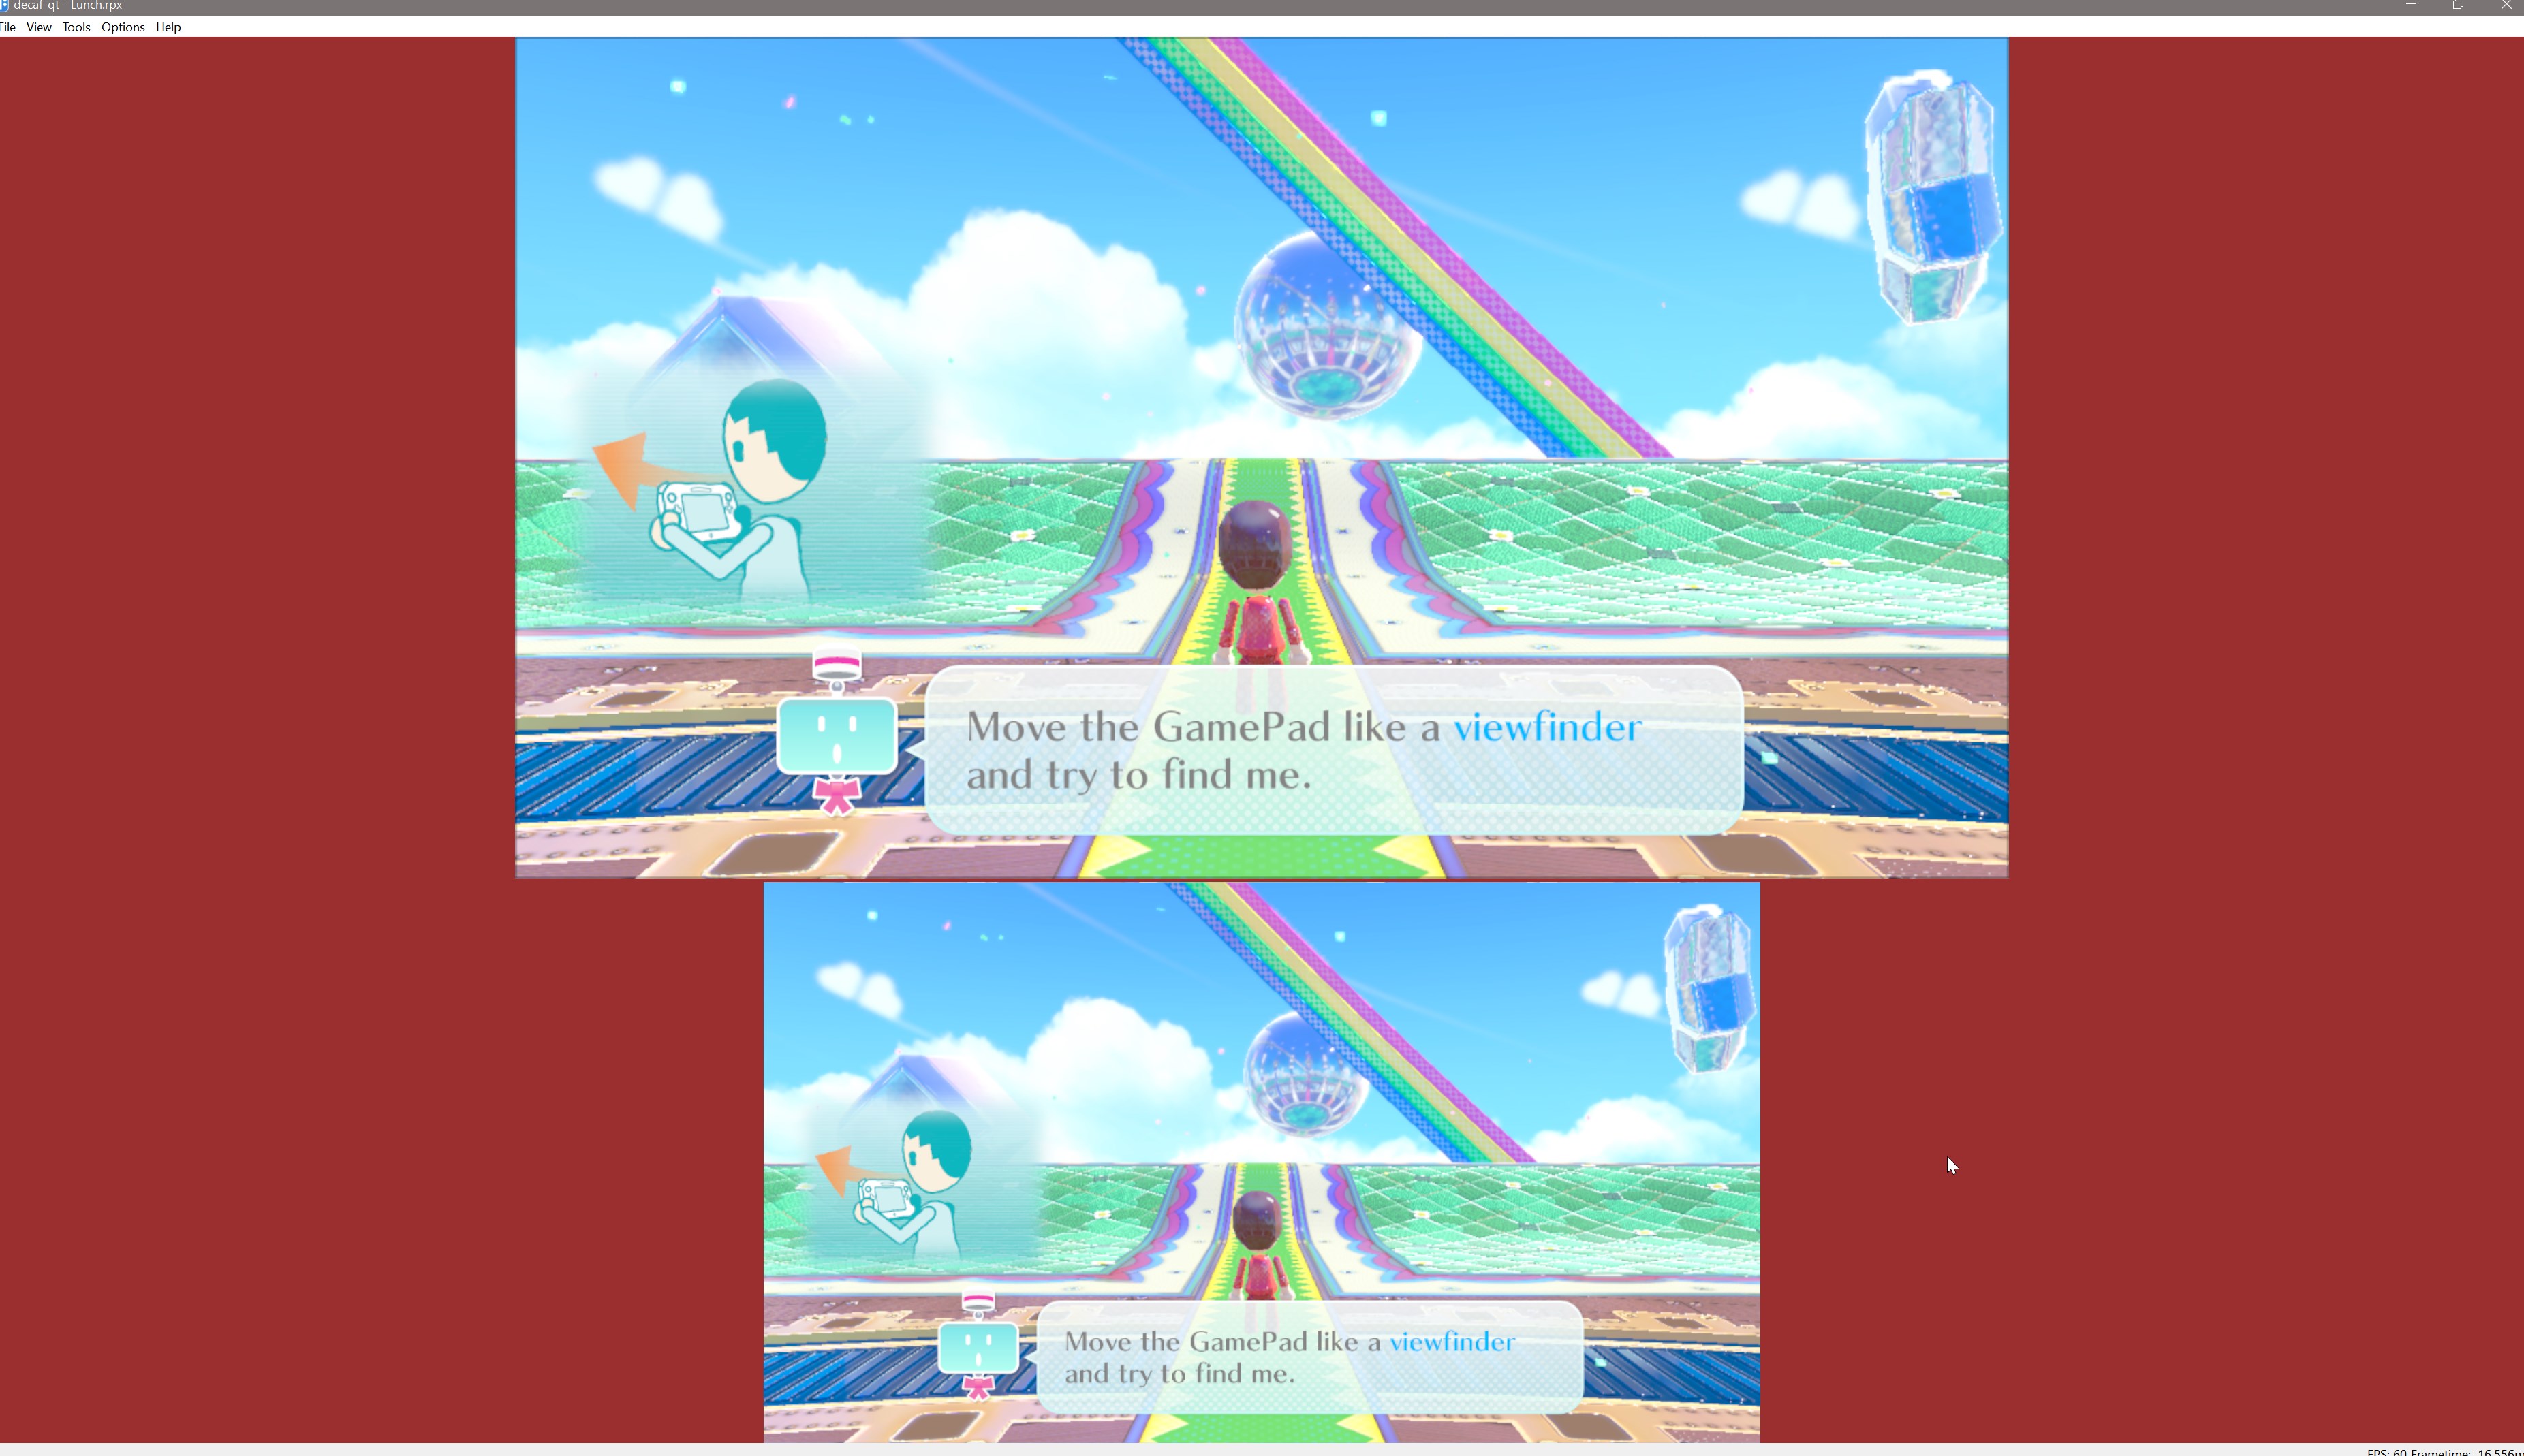 decaf-qt - Lunch.rpx
File View Tools Options Help
Move the GamePad like a viewfinder
and try to find me.
Move the GamePad like a viewfinder
and try to find me.
FPS: 60 Frametime: 16.556m